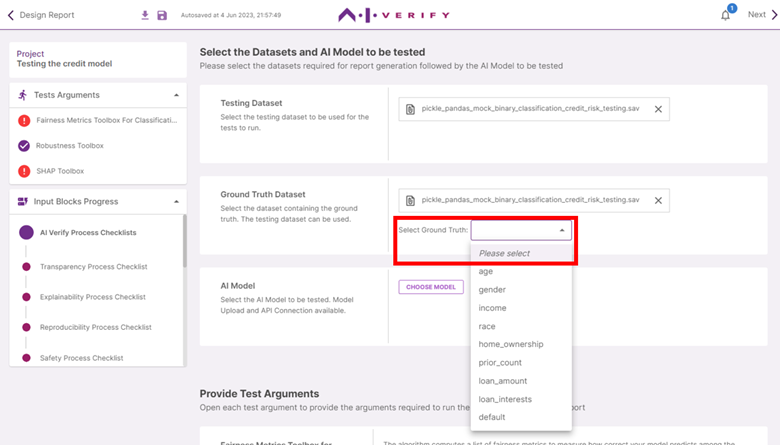 Design Report
Autosaved at 4 Jun 2023, 21:57:49
AI VERIFY
1
Next
Project
Testing the credit model
Tests Arguments
Fairness Metrics Toolbox For Classificati...
Robustness Toolbox
SHAP Toolbox
Input Blocks Progress
AI Verify Process Checklists
Transparency Process Checklist
Explainability Process Checklist
Reproducibility Process Checklist
Safety Process Checklist
Select the Datasets and AI Model to be tested
Please select the datasets required for report generation followed by the AI Model to be tested
Testing Dataset
Select the testing dataset to be used for the
tests to run.
pickle_pandas_mock_binary_classification_credit_risk_testing.sav
Ground Truth Dataset
Select the dataset containing the ground
truth. The testing dataset can be used.
pickle_pandas_mock_binary_classification_credit_risk_testing.sav
Select Ground Truth:
Please select
age
gender
income
race
home_ownership
prior_count
loan_amount
loan_interests
default
AI Model
Select the AI Model to be tested. Model
Upload and API Connection available.
CHOOSE MODEL
Provide Test Arguments
Open each test argument to provide the arguments required to run the
port
Fairness Metrics Toolbox for
The algorithm computes a list of fairness metrics to measure how correct your model predicts among the